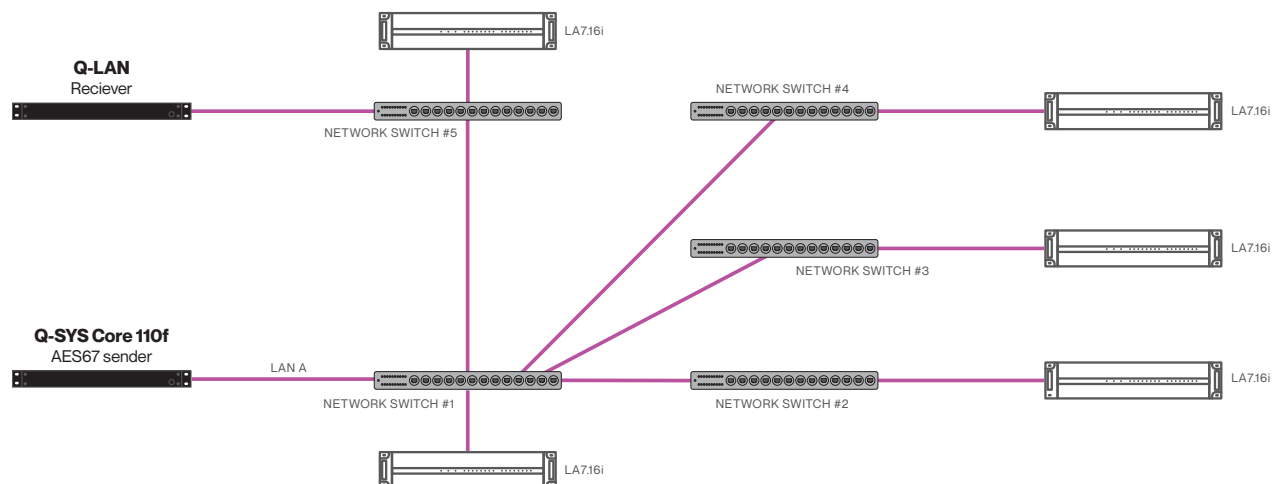 LA7.16i
Q-LAN
Reciever
NETWORK SWITCH #5
NETWORK SWITCH #4
LA7.16i
NETWORK SWITCH #3
LA7.16i
Q-SYS Core 110f
AES67 sender
LAN A
NETWORK SWITCH #1
NETWORK SWITCH #2
LA7.16i
LA7.16i